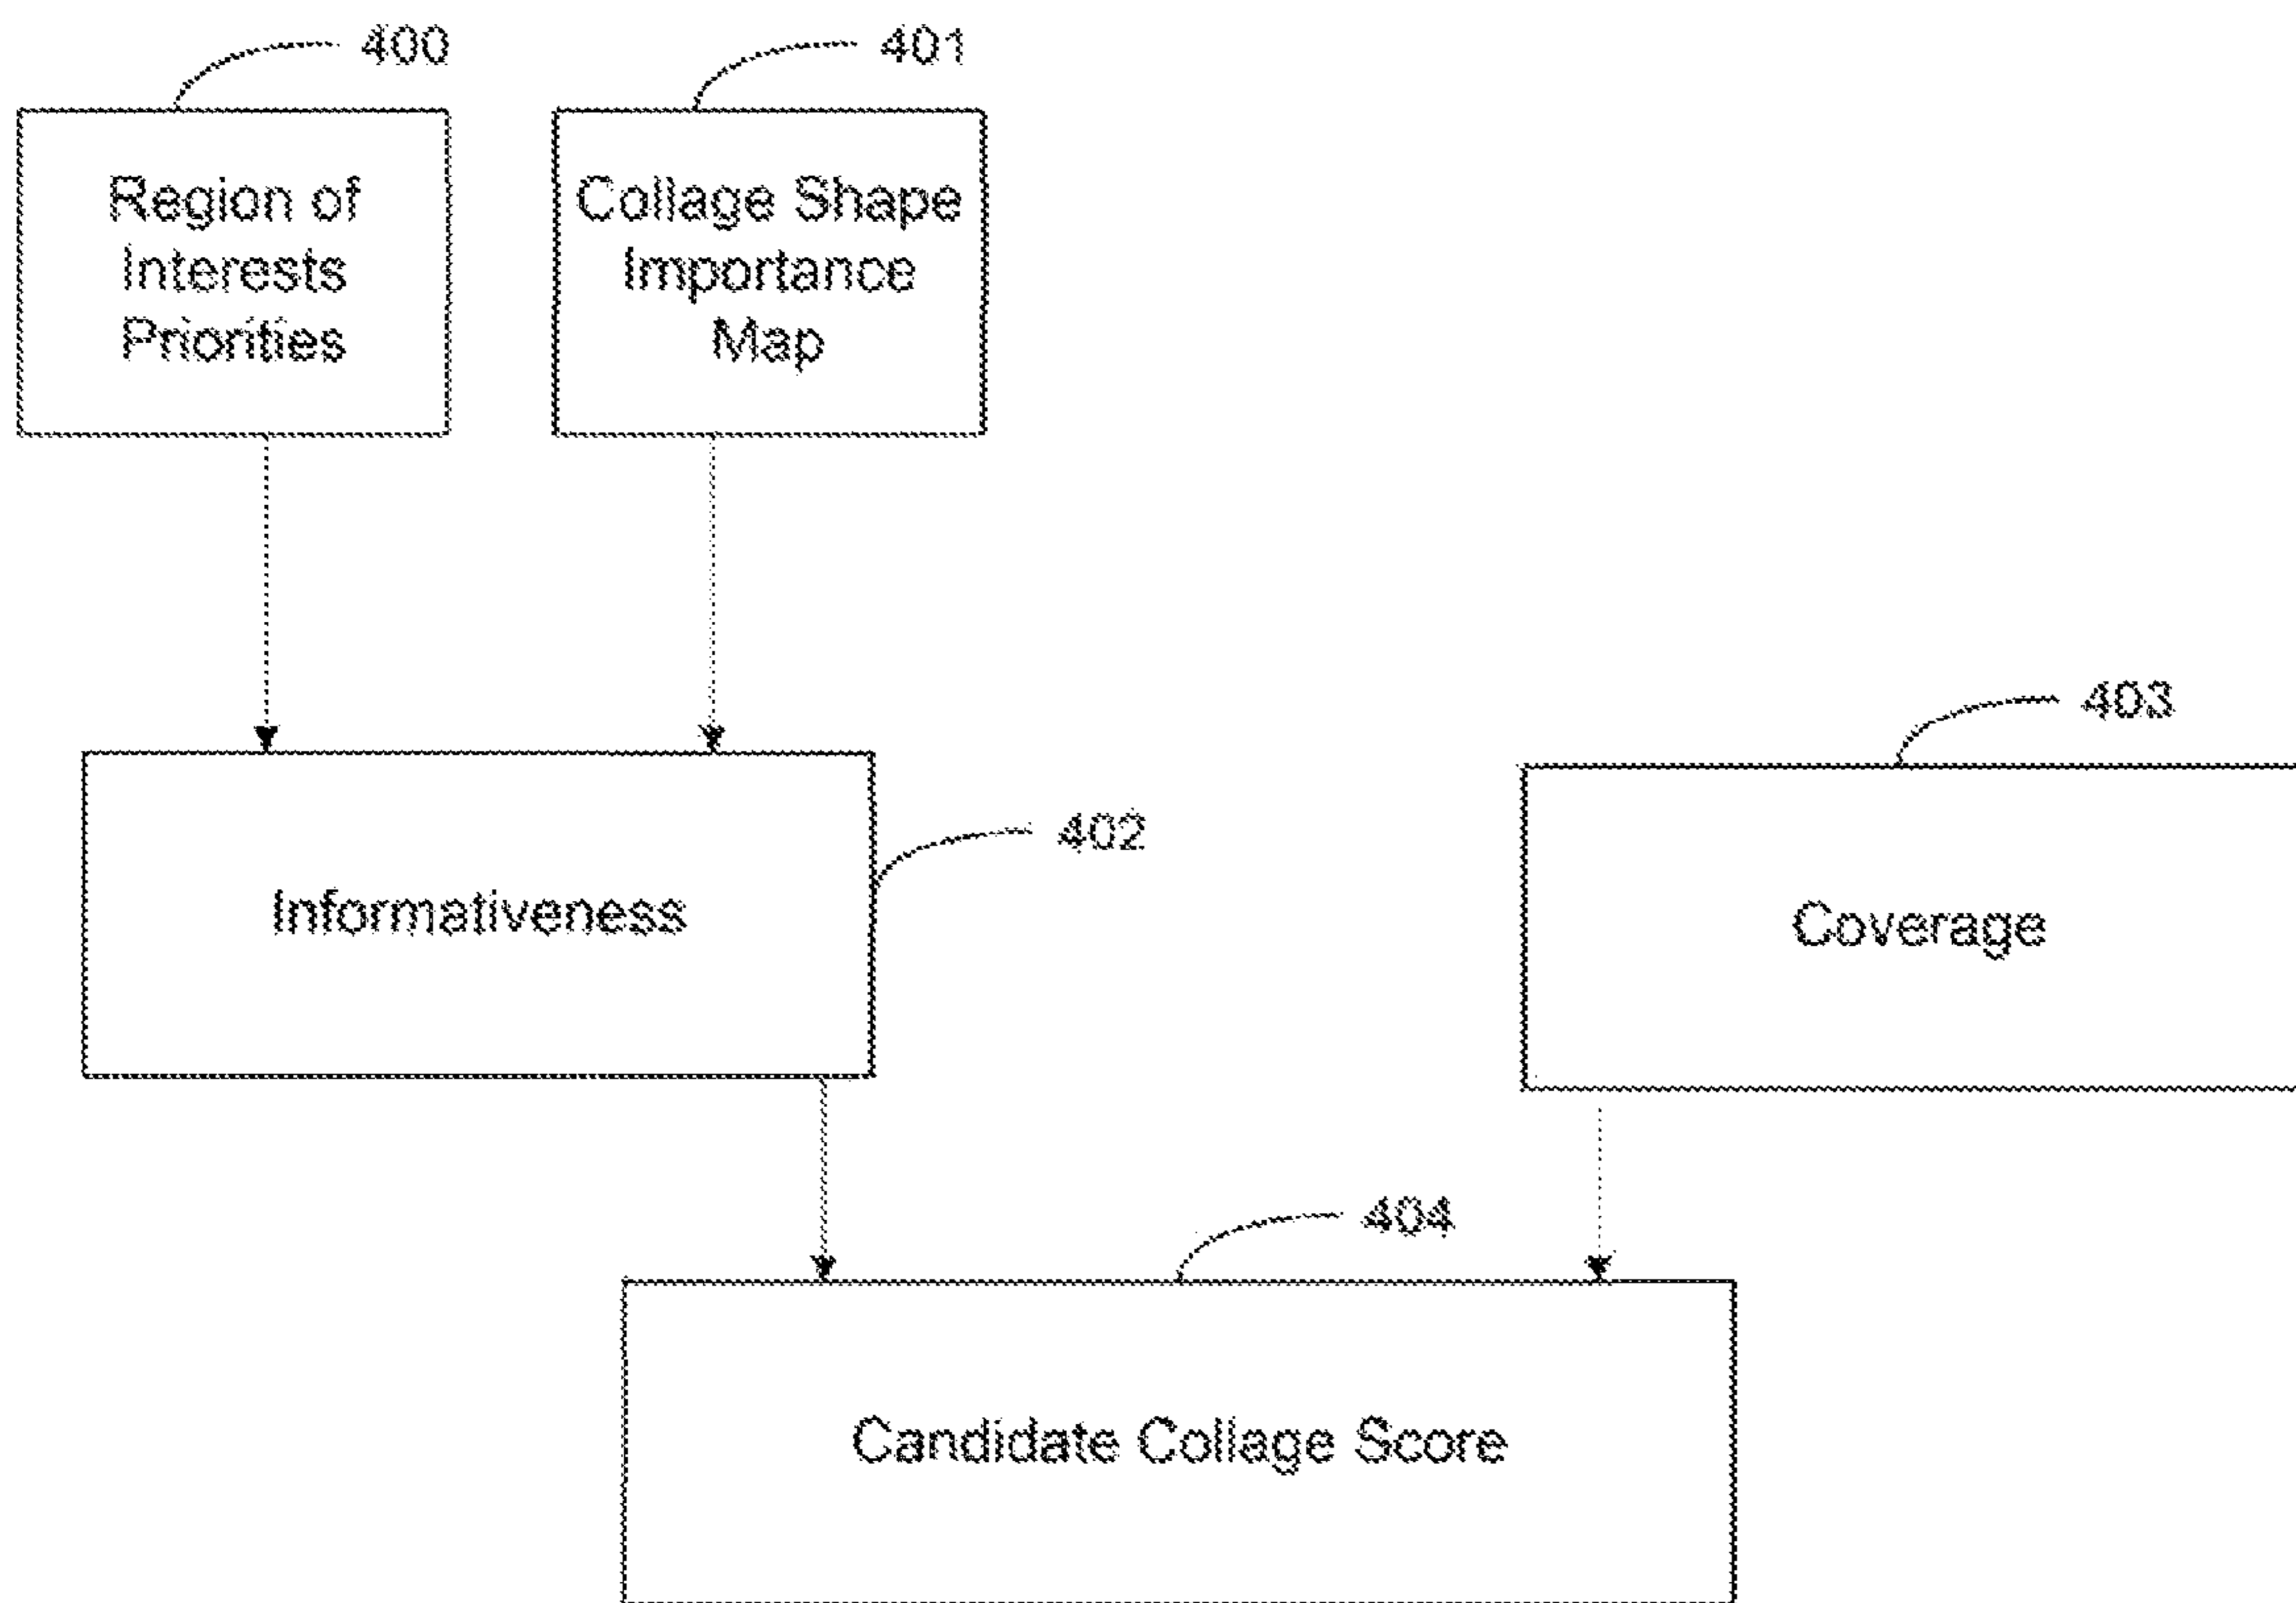 400
401
Region of
Interests
Priorities
Collage Shape
Importance
Map
403
402
Informativeness
Coverage
404
Candidate Collage Score